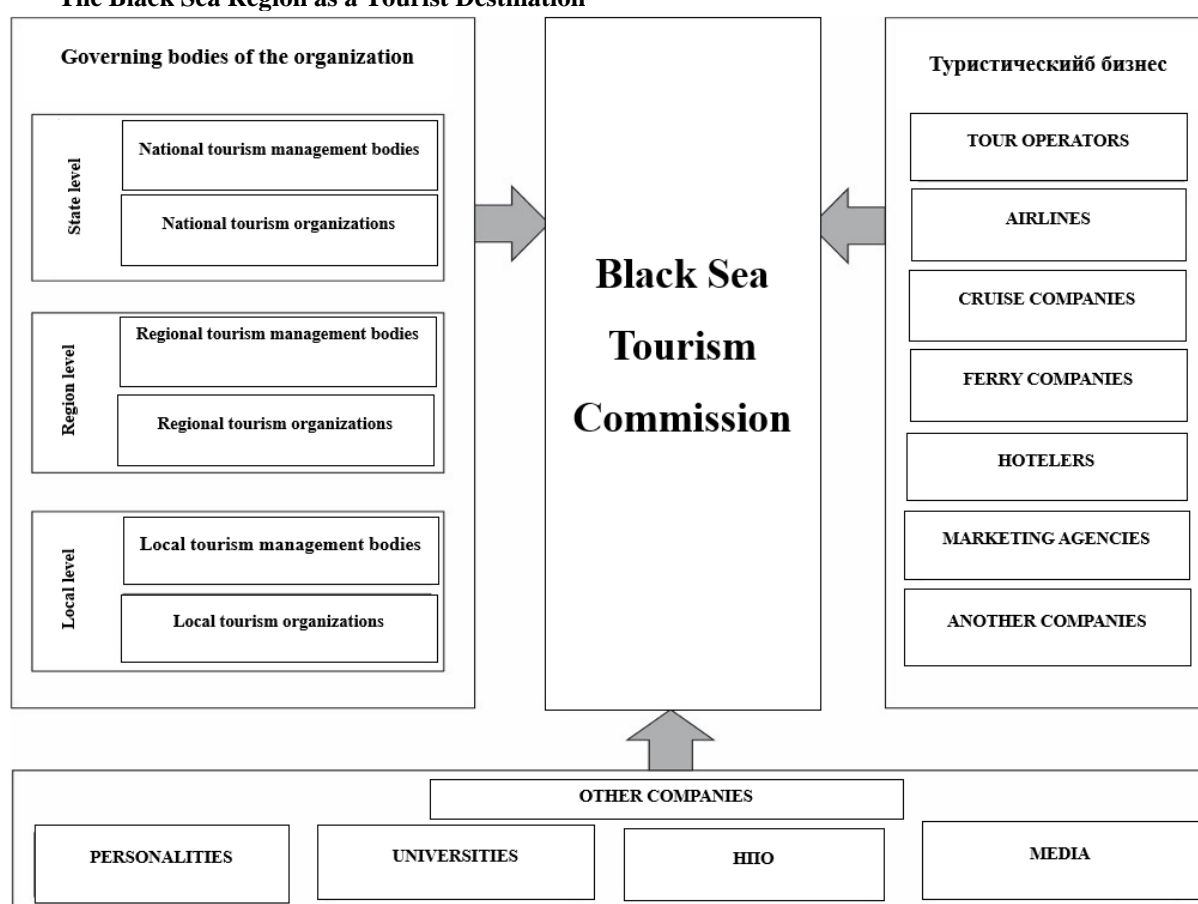 The Black Sea Region as a Tourist Destination
Governing bodies of the organization
State level
National tourism management bodies
National tourism organizations
Region level
Regional tourism management bodies
Regional tourism organizations
Local level
Local tourism management bodies
Local tourism organizations
Black Sea
Tourism
Commission
Туристическийб бизнес
TOUR OPERATORS
AIRLINES
CRUISE COMPANIES
FERRY COMPANIES
HOTELERS
MARKETING AGENCIES
ANOTHER COMPANIES
OTHER COMPANIES
PERSONALITIES
UNIVERSITIES
НПО
MEDIA